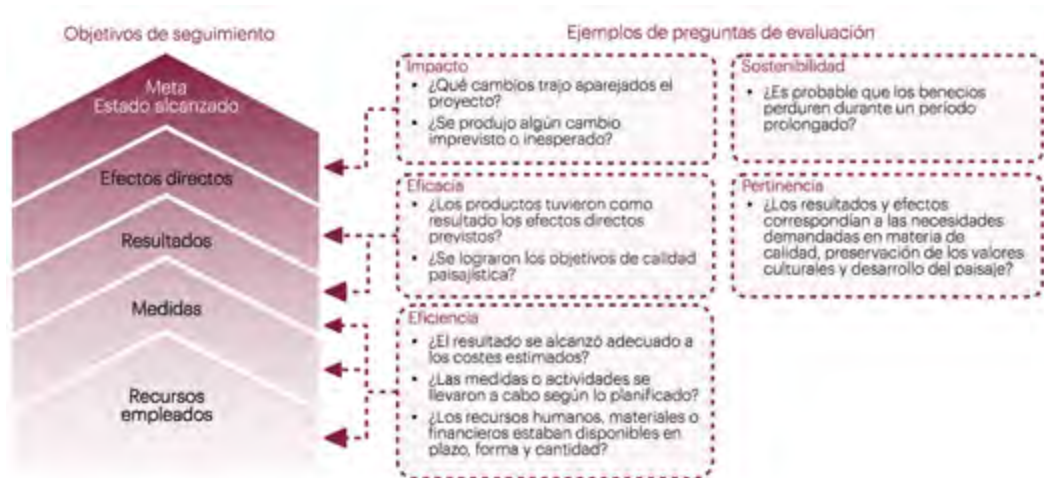 Objetivos de seguimiento
Meta
Estado alcanzado
Efectos directos
Resultados
Medidas
Recursos
empleados
Ejemplos de preguntas de evaluación
Impacto
• ¿Qué cambios trajo aparejados el
proyecto?
• ¿Se produjo algún cambio
imprevisto o inesperado?
Sostenibilidad
• ¿Es probable que los benecios
perduren durante un período
prolongado?
Eficacia
• ¿Los productos tuvieron como
resultado los efectos directos
previstos?
• ¿Se lograron los objetivos de calidad
paisajística?
Pertinencia
• ¿Los resultados y efectos
correspondían a las necesidades
demandadas en materia de
calidad, preservación de los valores
culturales y desarrollo del paisaje?
Eficiencia
• ¿El resultado se alcanzó adecuado a
los costes estimados?
• ¿Las medidas o actividades se
llevaron a cabo según lo planificado?
• ¿Los recursos humanos, materiales o
financieros estaban disponibles en
plazo, forma y cantidad?